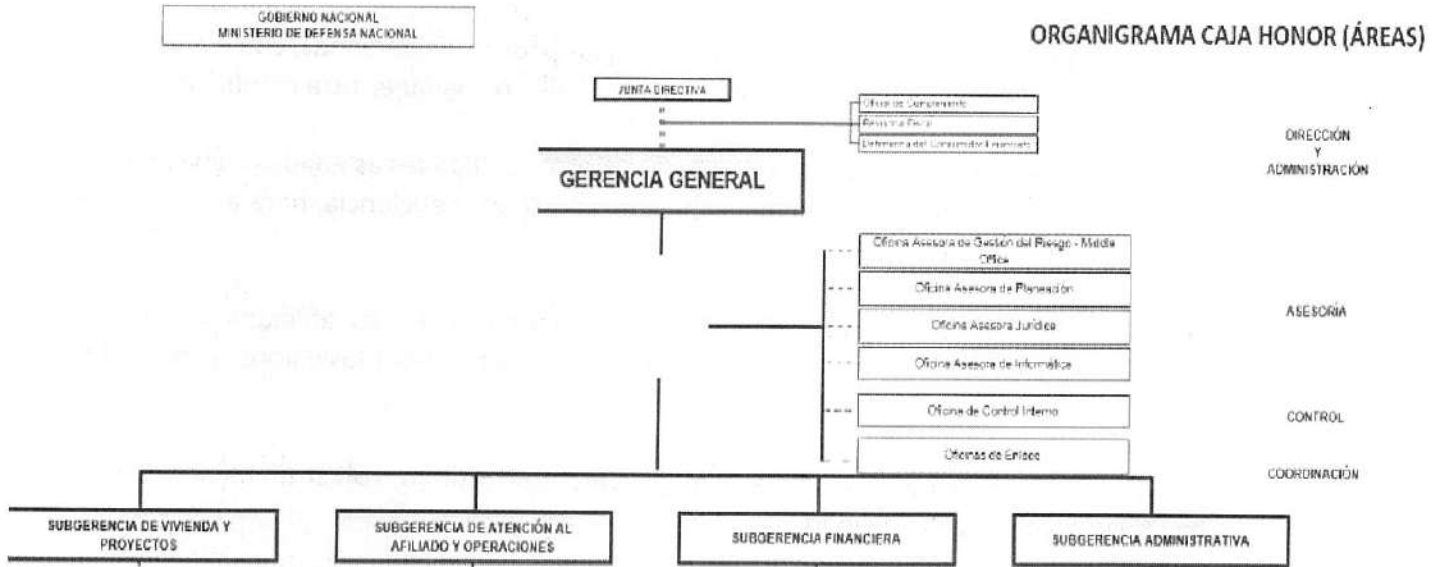 GOBIERNO NACIONAL
MINISTERIO DE DEFENSA NACIONAL
ORGANIGRAMA CAJA HONOR (ÁREAS)
JUNTA DIRECTIVA
Oficial de Cumplimiento
Revisoría Fiscal
Defensoría del Consumidor Financiero
DIRECCIÓN
Y
ADMINISTRACIÓN
GERENCIA GENERAL
Oficina Asesora de Gestión del Riesgo - Middle
Office
Oficina Asesora de Planeación
Oficina Asesora Jurídica
Oficina Asesora de Informática
ASESORÍA
Oficina de Control Interno
CONTROL
Oficinas de Enlace
COORDINACIÓN
SUBGERENCIA DE VIVIENDA Y
PROYECTOS
SUBGERENCIA DE ATENCIÓN AL
AFILIADO Y OPERACIONES
SUBGERENCIA FINANCIERA
SUBGERENCIA ADMINISTRATIVA